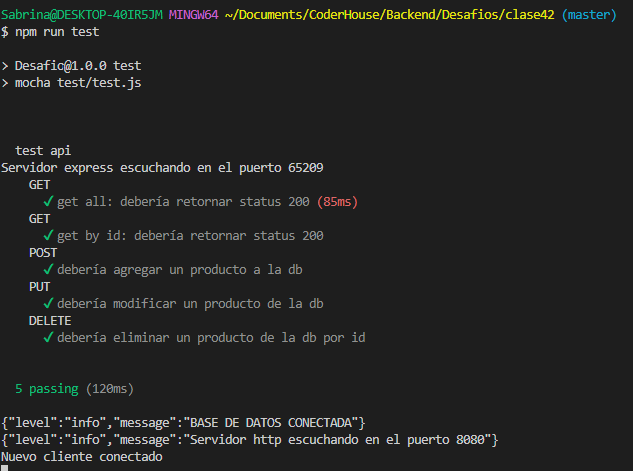 Sabrina@DESKTOP-40IR5JM MINGW64 ~/Documents/CoderHouse/Backend/Desafios/clase42 (master)
$ npm run test
> Desafio@1.0.0 test
> mocha test/test.js
test api
Servidor express escuchando en el puerto 65209
GET
✓ get all: debería retornar status 200 (85ms)
GET
✓ get by id: debería retornar status 200
POST
✓ debería agregar un producto a la db
PUT
✓ debería modificar un producto de la db
DELETE
✓ debería eliminar un producto de la db por id
5 passing (120ms)
{"level":"info","message":"BASE DE DATOS CONECTADA"}
{"level":"info","message":"Servidor http escuchando en el puerto 8080"}
Nuevo cliente conectado